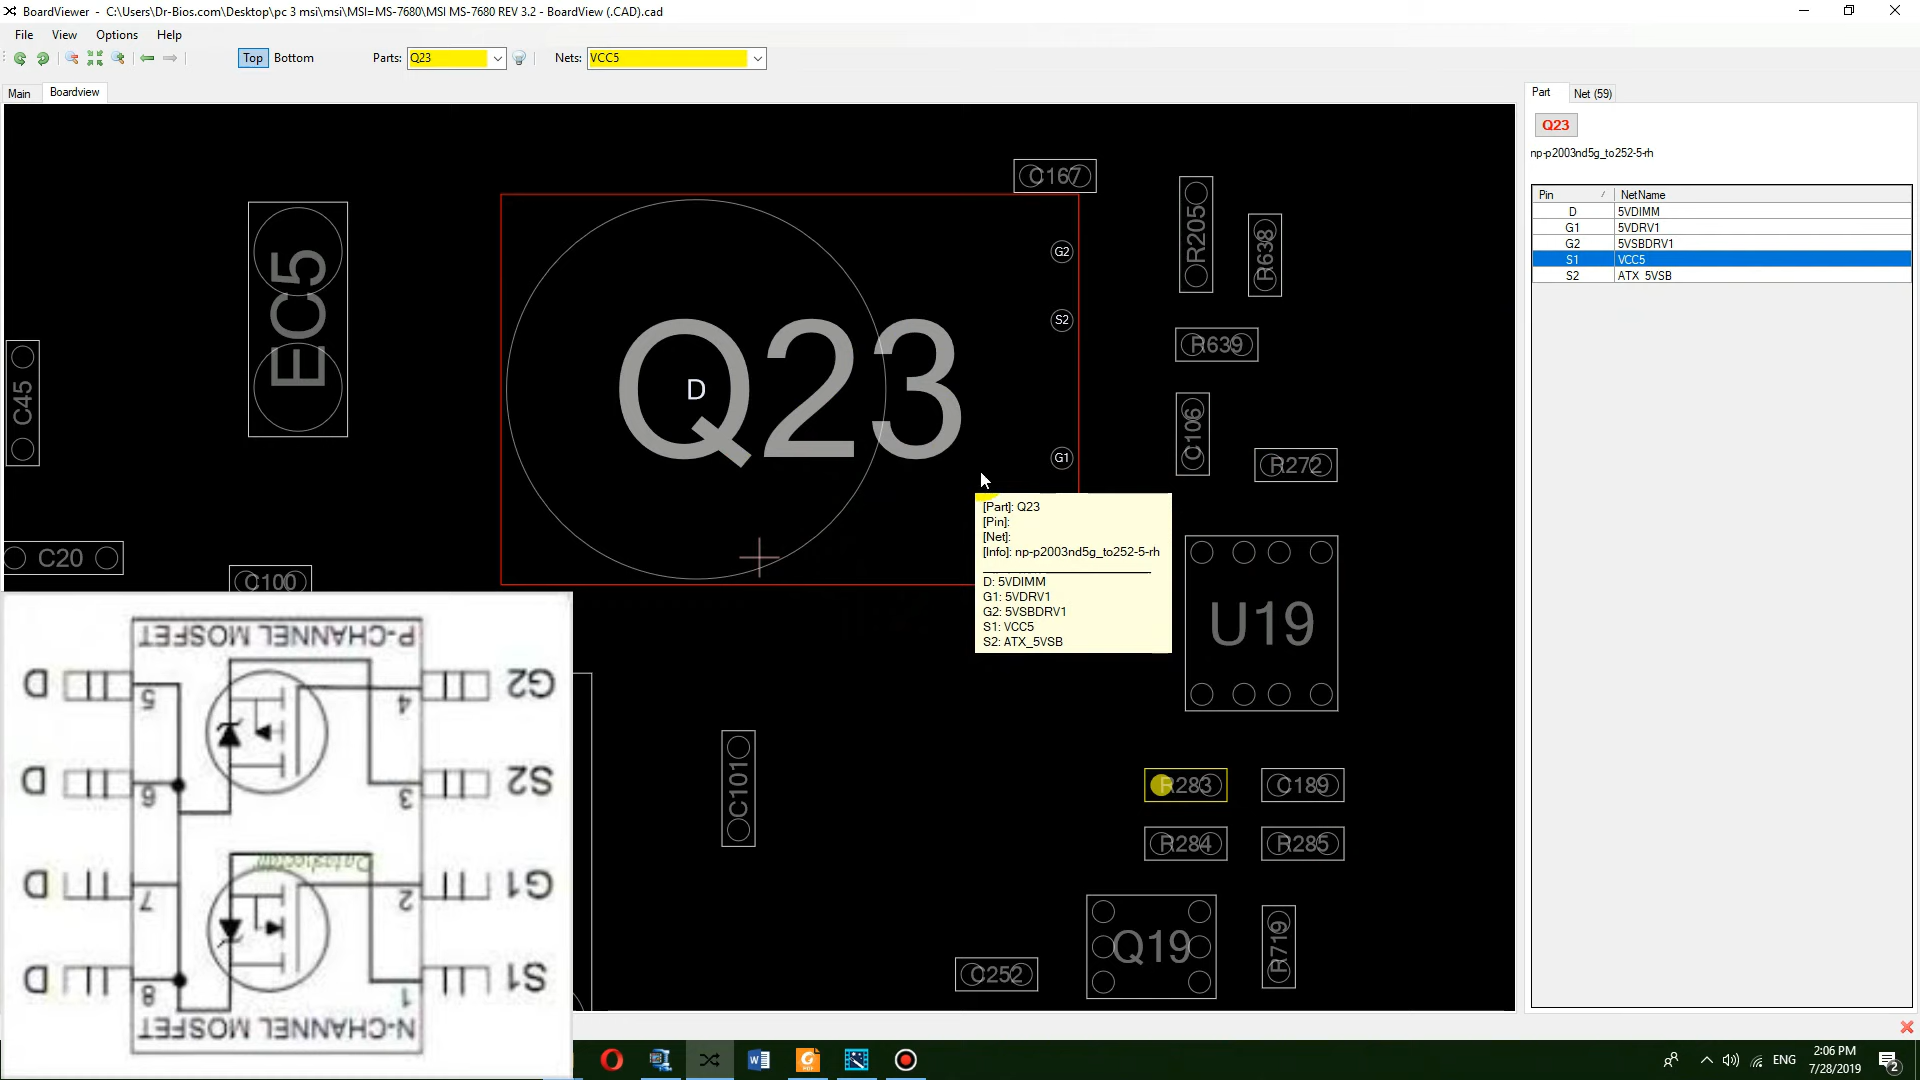 BoardViewer - C:\Users\Dr-Bios.com\Desktop\pc 3 msi\msi\MSI=MS-7680\MSI MS-7680 REV 3.2 - BoardView (.CAD).cad
File View Options Help
Top Bottom Parts: Q23 Nets: VCC5
Main Boardview
Part Net (59)
Q23
np-p2003nd5g_to252-5-rh
Pin / NetName
D 5VDIMM
G1 5VDRV1
G2 5VSBDRV1
S1 VCC5
S2 ATX_5VSB
C167
R205
R638
G2
EC5
S2
Q23
R639
D
C45
C106
G1
R272
[Part]: Q23
[Pin]:
[Net]:
[Info]: np-p2003nd5g_to252-5-rh
D: 5VDIMM
G1: 5VDRV1
G2: 5VSBDRV1
S1: VCC5
S2: ATX_5VSB
C20
C100
U19
C101
R283 C189
R284 R285
Q19
R719
C252
P-CHANNEL MOSFET
D 5 4 G2
D 6 3 S2
D 7 2 G1
D 8 1 S1
N-CHANNEL MOSFET
ENG
2:06 PM
7/28/2019
2